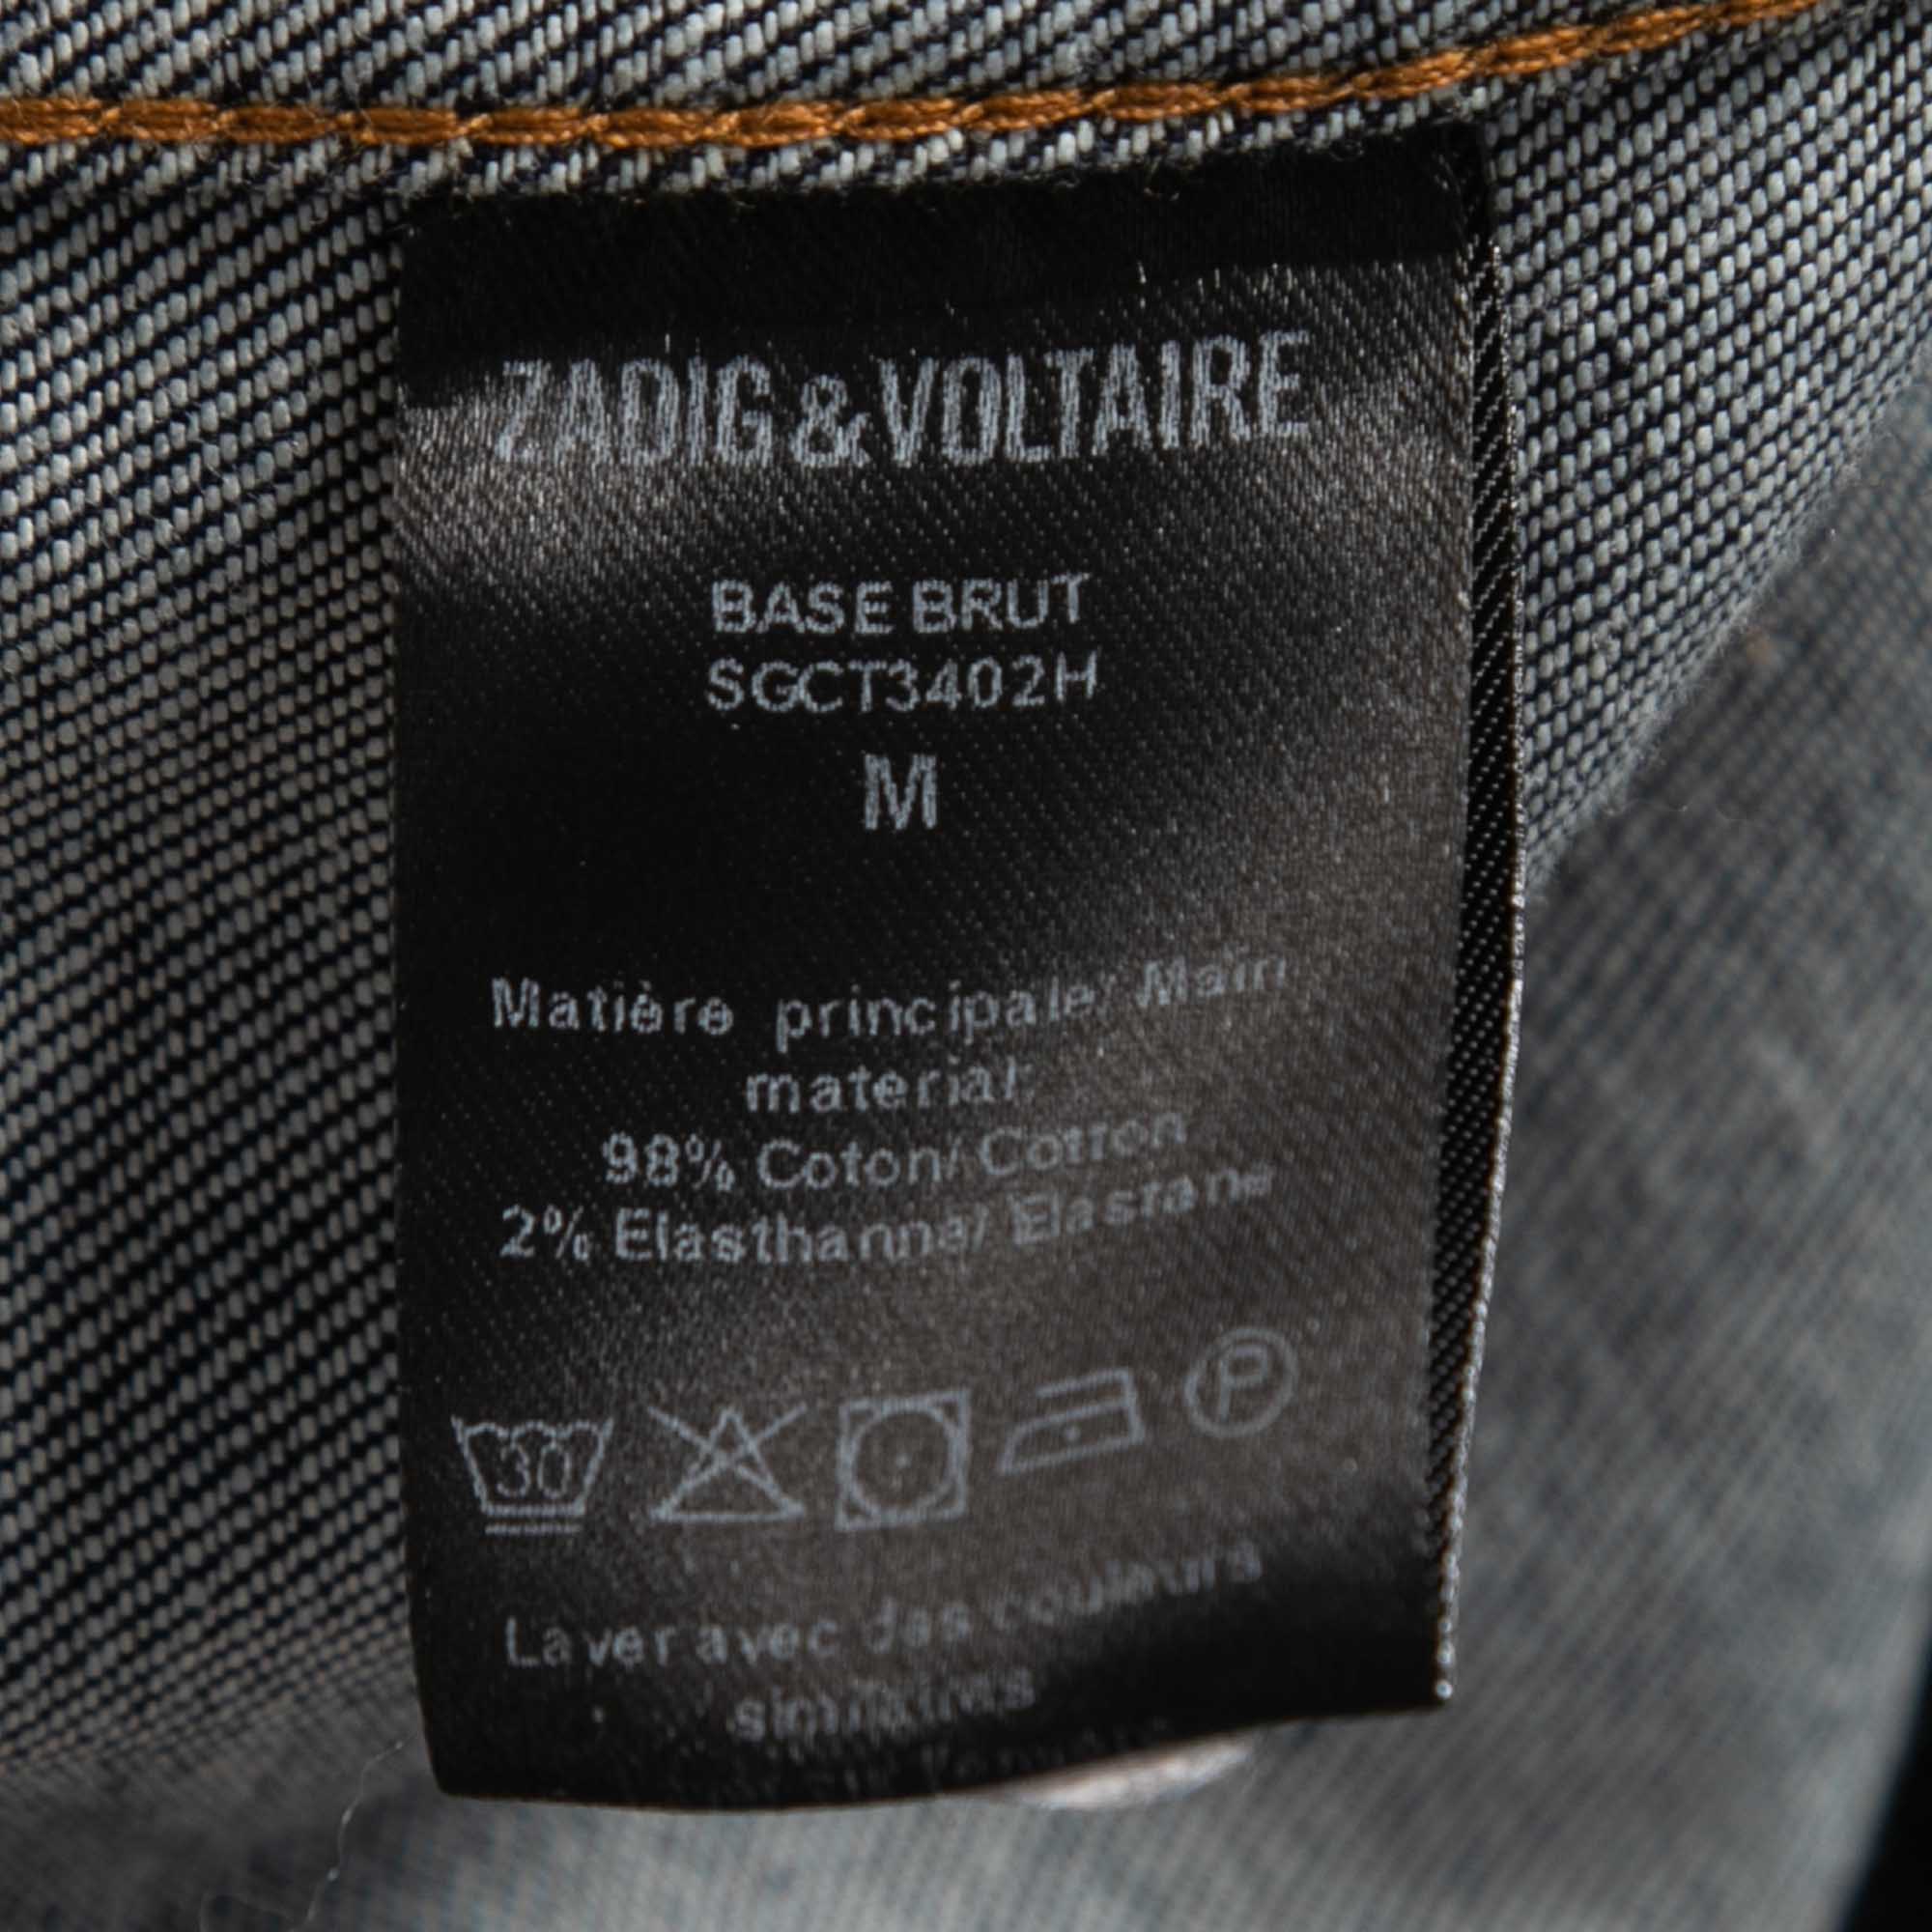 ZADIG&VOLTAIRE
BASE BRUT
SGCT3402H
M
Matière principale/ Main
material:
98% Coton/ Cotton
2% Elasthanne/ Elastane
30
P
Laver avec des couleurs
similaires